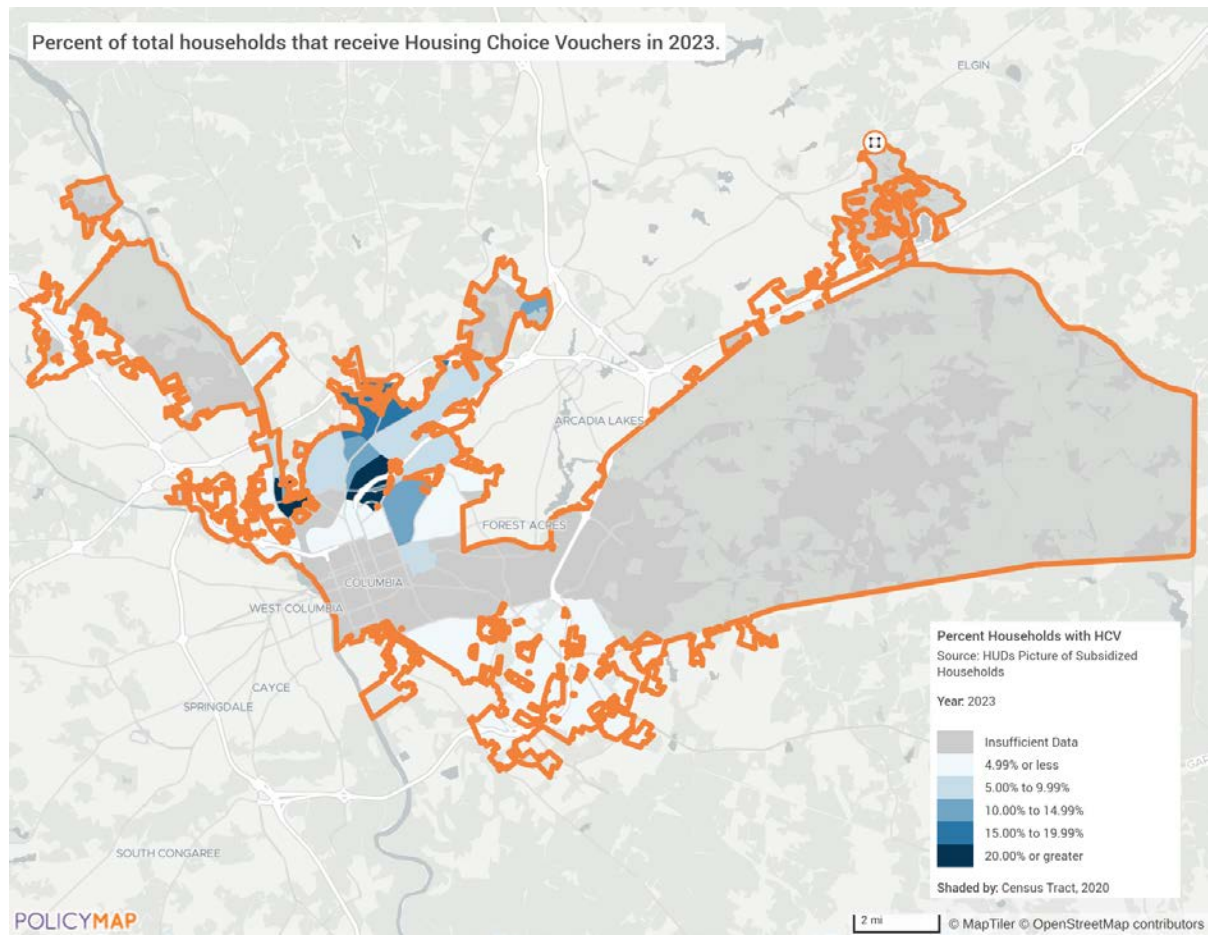 Percent of total households that receive Housing Choice Vouchers in 2023.
ELGIN
ARCADIA LAKES
FOREST ACRES
COLUMBIA
WEST COLUMBIA
CAYCE
SPRINGDALE
SOUTH CONGAREE
GAR
Percent Households with HCV
Source: HUDs Picture of Subsidized
Households
Year: 2023
Insufficient Data
4.99% or less
5.00% to 9.99%
10.00% to 14.99%
15.00% to 19.99%
20.00% or greater
Shaded by: Census Tract, 2020
POLICYMAP
2 mi
© MapTiler © OpenStreetMap contributors